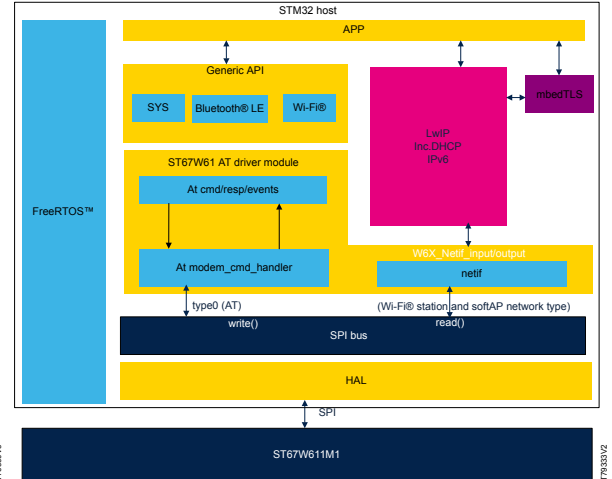 STM32 host
APP
Generic API
SYS
Bluetooth® LE
Wi-Fi®
mbedTLS
LwIP
Inc.DHCP
IPv6
ST67W61 AT driver module
At cmd/resp/events
FreeRTOS™
At modem_cmd_handler
W6X_Netif_input/output
netif
type0 (AT)
(Wi-Fi® station and softAP network type)
write()
read()
SPI bus
HAL
SPI
ST67W611M1
T79333V2